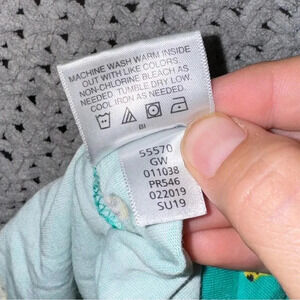 MACHINE WASH WARM INSIDE
OUT WITH LIKE COLORS.
NON-CHLORINE BLEACH AS
NEEDED. TUMBLE DRY LOW.
COOL IRON AS NEEDED.
BI
55570
GW
011038
PR546
022019
SU19